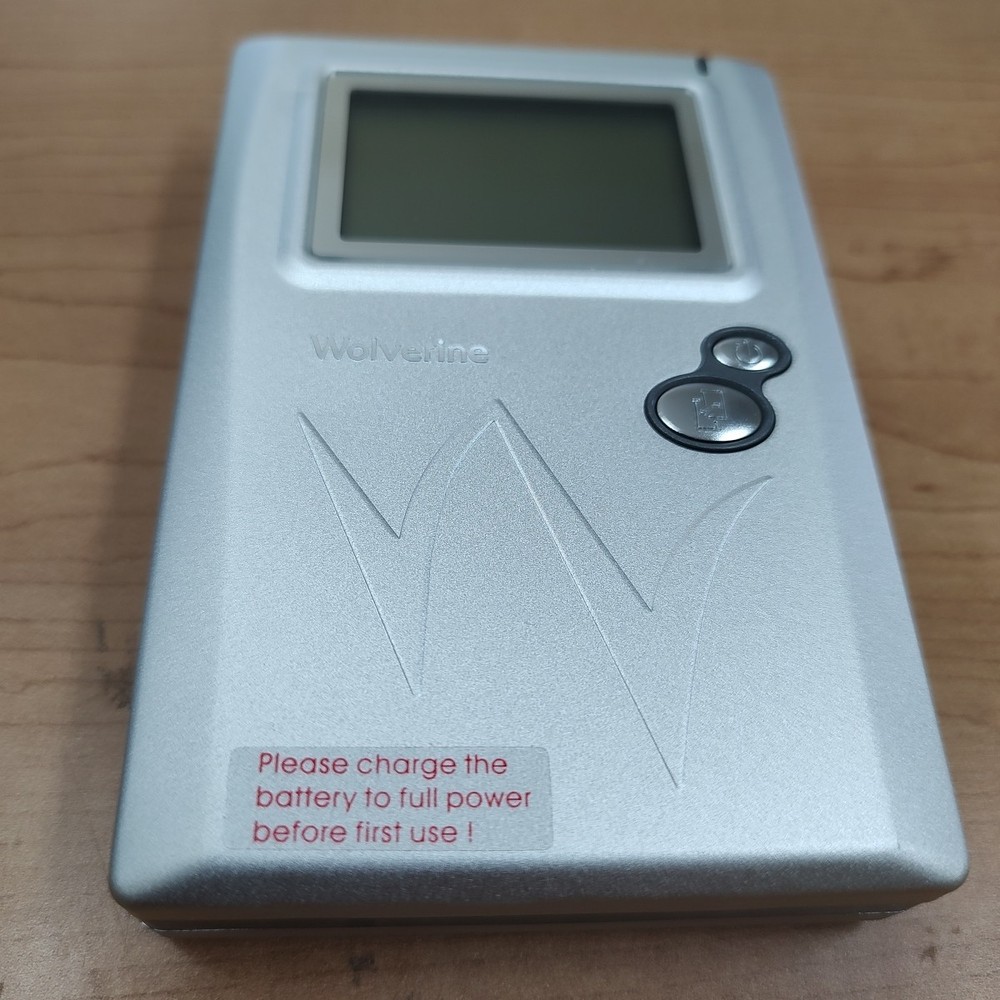 Wolverine
Please charge the
battery to full power
before first use !